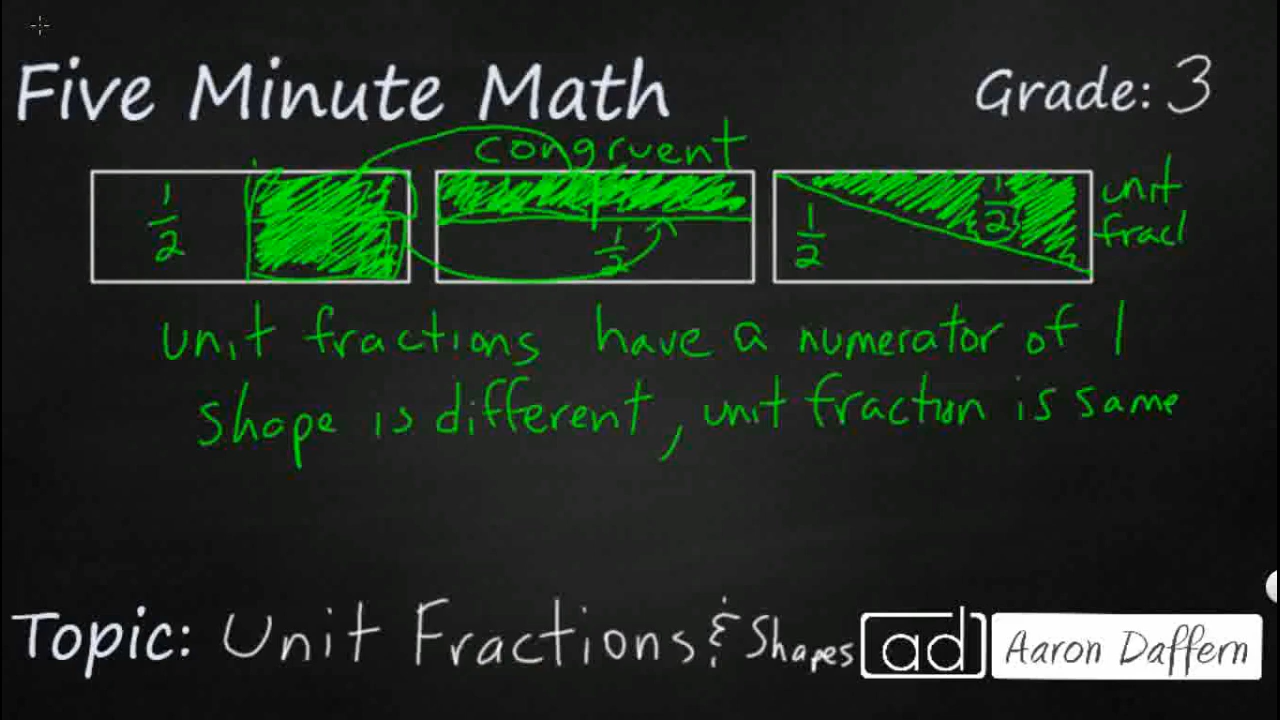 Five Minute Math
Grade: 3
congruent
1/2
1/2
1/2
1/2
unit
fract
unit fractions have a numerator of 1
shape is different, unit fraction is same
Topic: Unit Fractions & Shapes
ad
Aaron Daffern